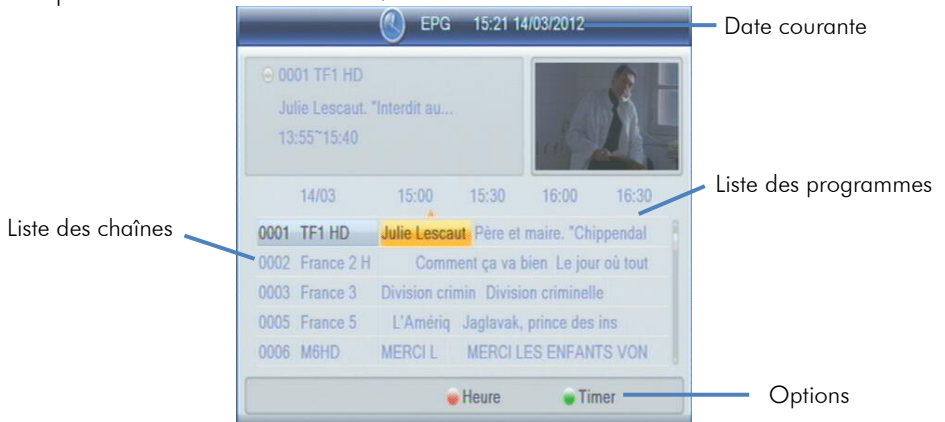 EPG 15:21 14/03/2012
Date courante
0001 TF1 HD
Julie Lescaut. "Interdit au...
13:55~15:40
14/03 15:00 15:30 16:00 16:30
Liste des programmes
Liste des chaînes
0001 TF1 HD Julie Lescaut Père et maire. "Chippendal
0002 France 2 H Comment ça va bien Le jour où tout
0003 France 3 Division crimin Division criminelle
0005 France 5 L'Amériq Jaglavak, prince des ins
0006 M6HD MERCI L MERCI LES ENFANTS VON
Heure Timer
Options